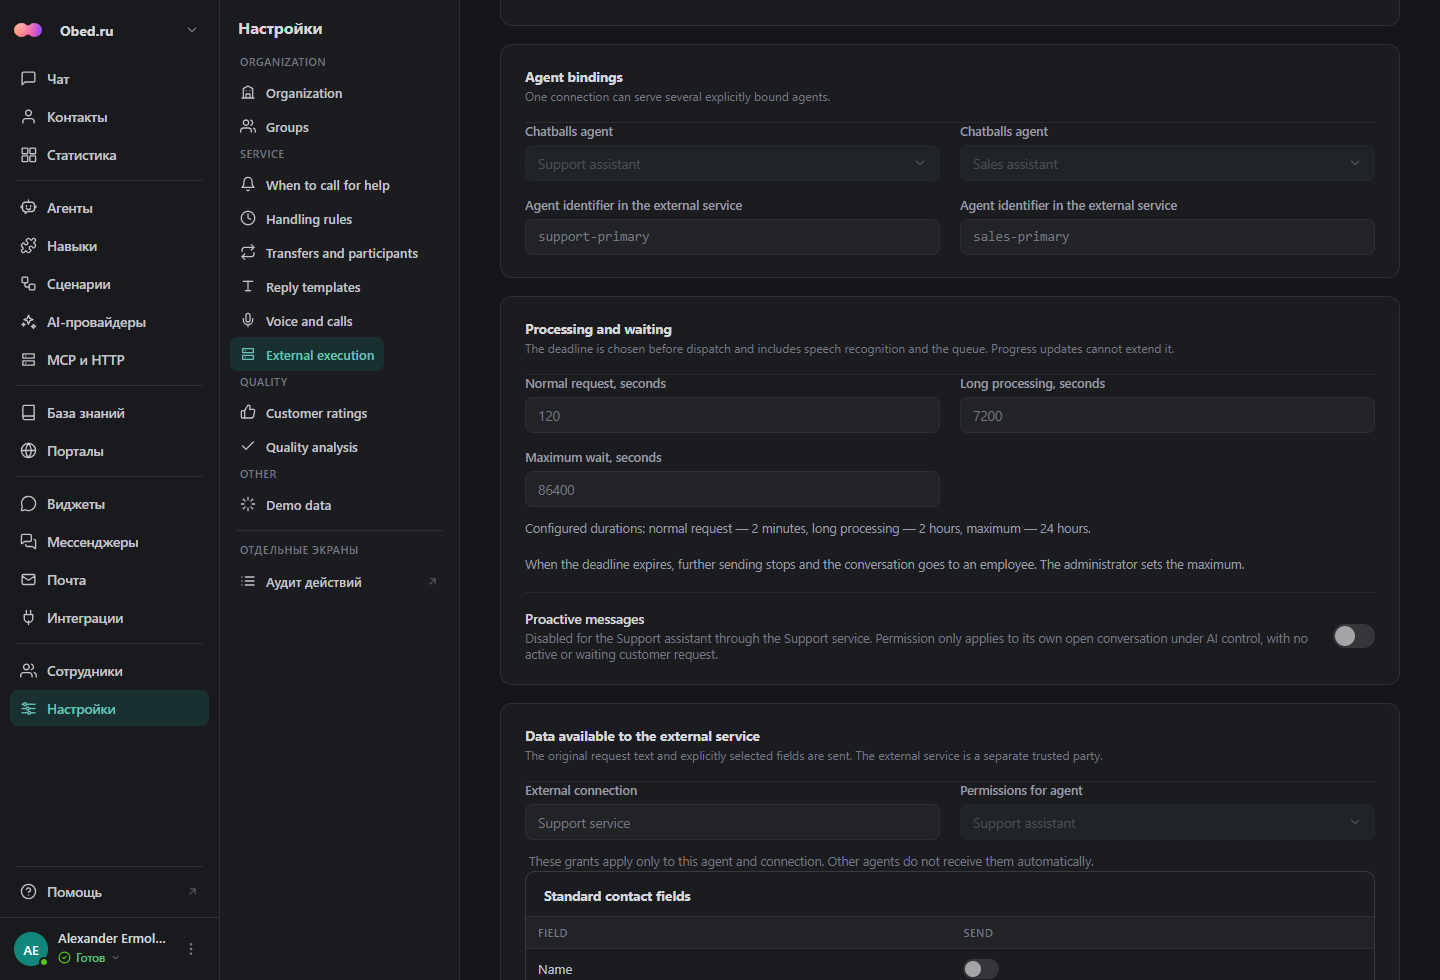 Obed.ru
Чат
Контакты
Статистика
Агенты
Навыки
Сценарии
AI-провайдеры
MCP и HTTP
База знаний
Порталы
Виджеты
Мессенджеры
Почта
Интеграции
Сотрудники
Настройки
Помощь
AE
Alexander Ermol...
Готов
Настройки
ORGANIZATION
Organization
Groups
SERVICE
When to call for help
Handling rules
Transfers and participants
Reply templates
Voice and calls
External execution
QUALITY
Customer ratings
Quality analysis
OTHER
Demo data
ОТДЕЛЬНЫЕ ЭКРАНЫ
Аудит действий
Agent bindings
One connection can serve several explicitly bound agents.
Chatballs agent
Chatballs agent
Support assistant
Sales assistant
Agent identifier in the external service
Agent identifier in the external service
support-primary
sales-primary
Processing and waiting
The deadline is chosen before dispatch and includes speech recognition and the queue. Progress updates cannot extend it.
Normal request, seconds
Long processing, seconds
120
7200
Maximum wait, seconds
86400
Configured durations: normal request — 2 minutes, long processing — 2 hours, maximum — 24 hours.
When the deadline expires, further sending stops and the conversation goes to an employee. The administrator sets the maximum.
Proactive messages
Disabled for the Support assistant through the Support service. Permission only applies to its own open conversation under AI control, with no
active or waiting customer request.
Data available to the external service
The original request text and explicitly selected fields are sent. The external service is a separate trusted party.
External connection
Permissions for agent
Support service
Support assistant
These grants apply only to this agent and connection. Other agents do not receive them automatically.
Standard contact fields
FIELD
SEND
Name